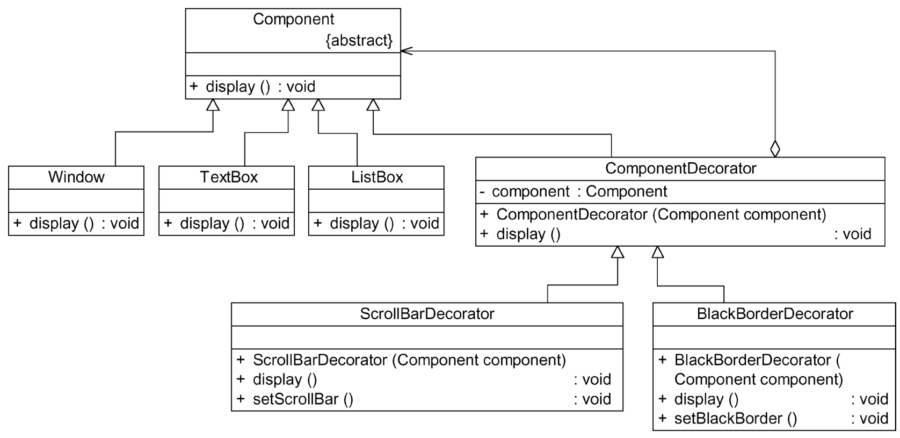 Component
{abstract}
+ display () : void
Window
+ display () : void
TextBox
+ display () : void
ListBox
+ display () : void
ComponentDecorator
- component : Component
+ ComponentDecorator (Component component)
+ display () : void
ScrollBarDecorator
+ ScrollBarDecorator (Component component)
+ display () : void
+ setScrollBar () : void
BlackBorderDecorator
+ BlackBorderDecorator (
Component component)
+ display () : void
+ setBlackBorder () : void